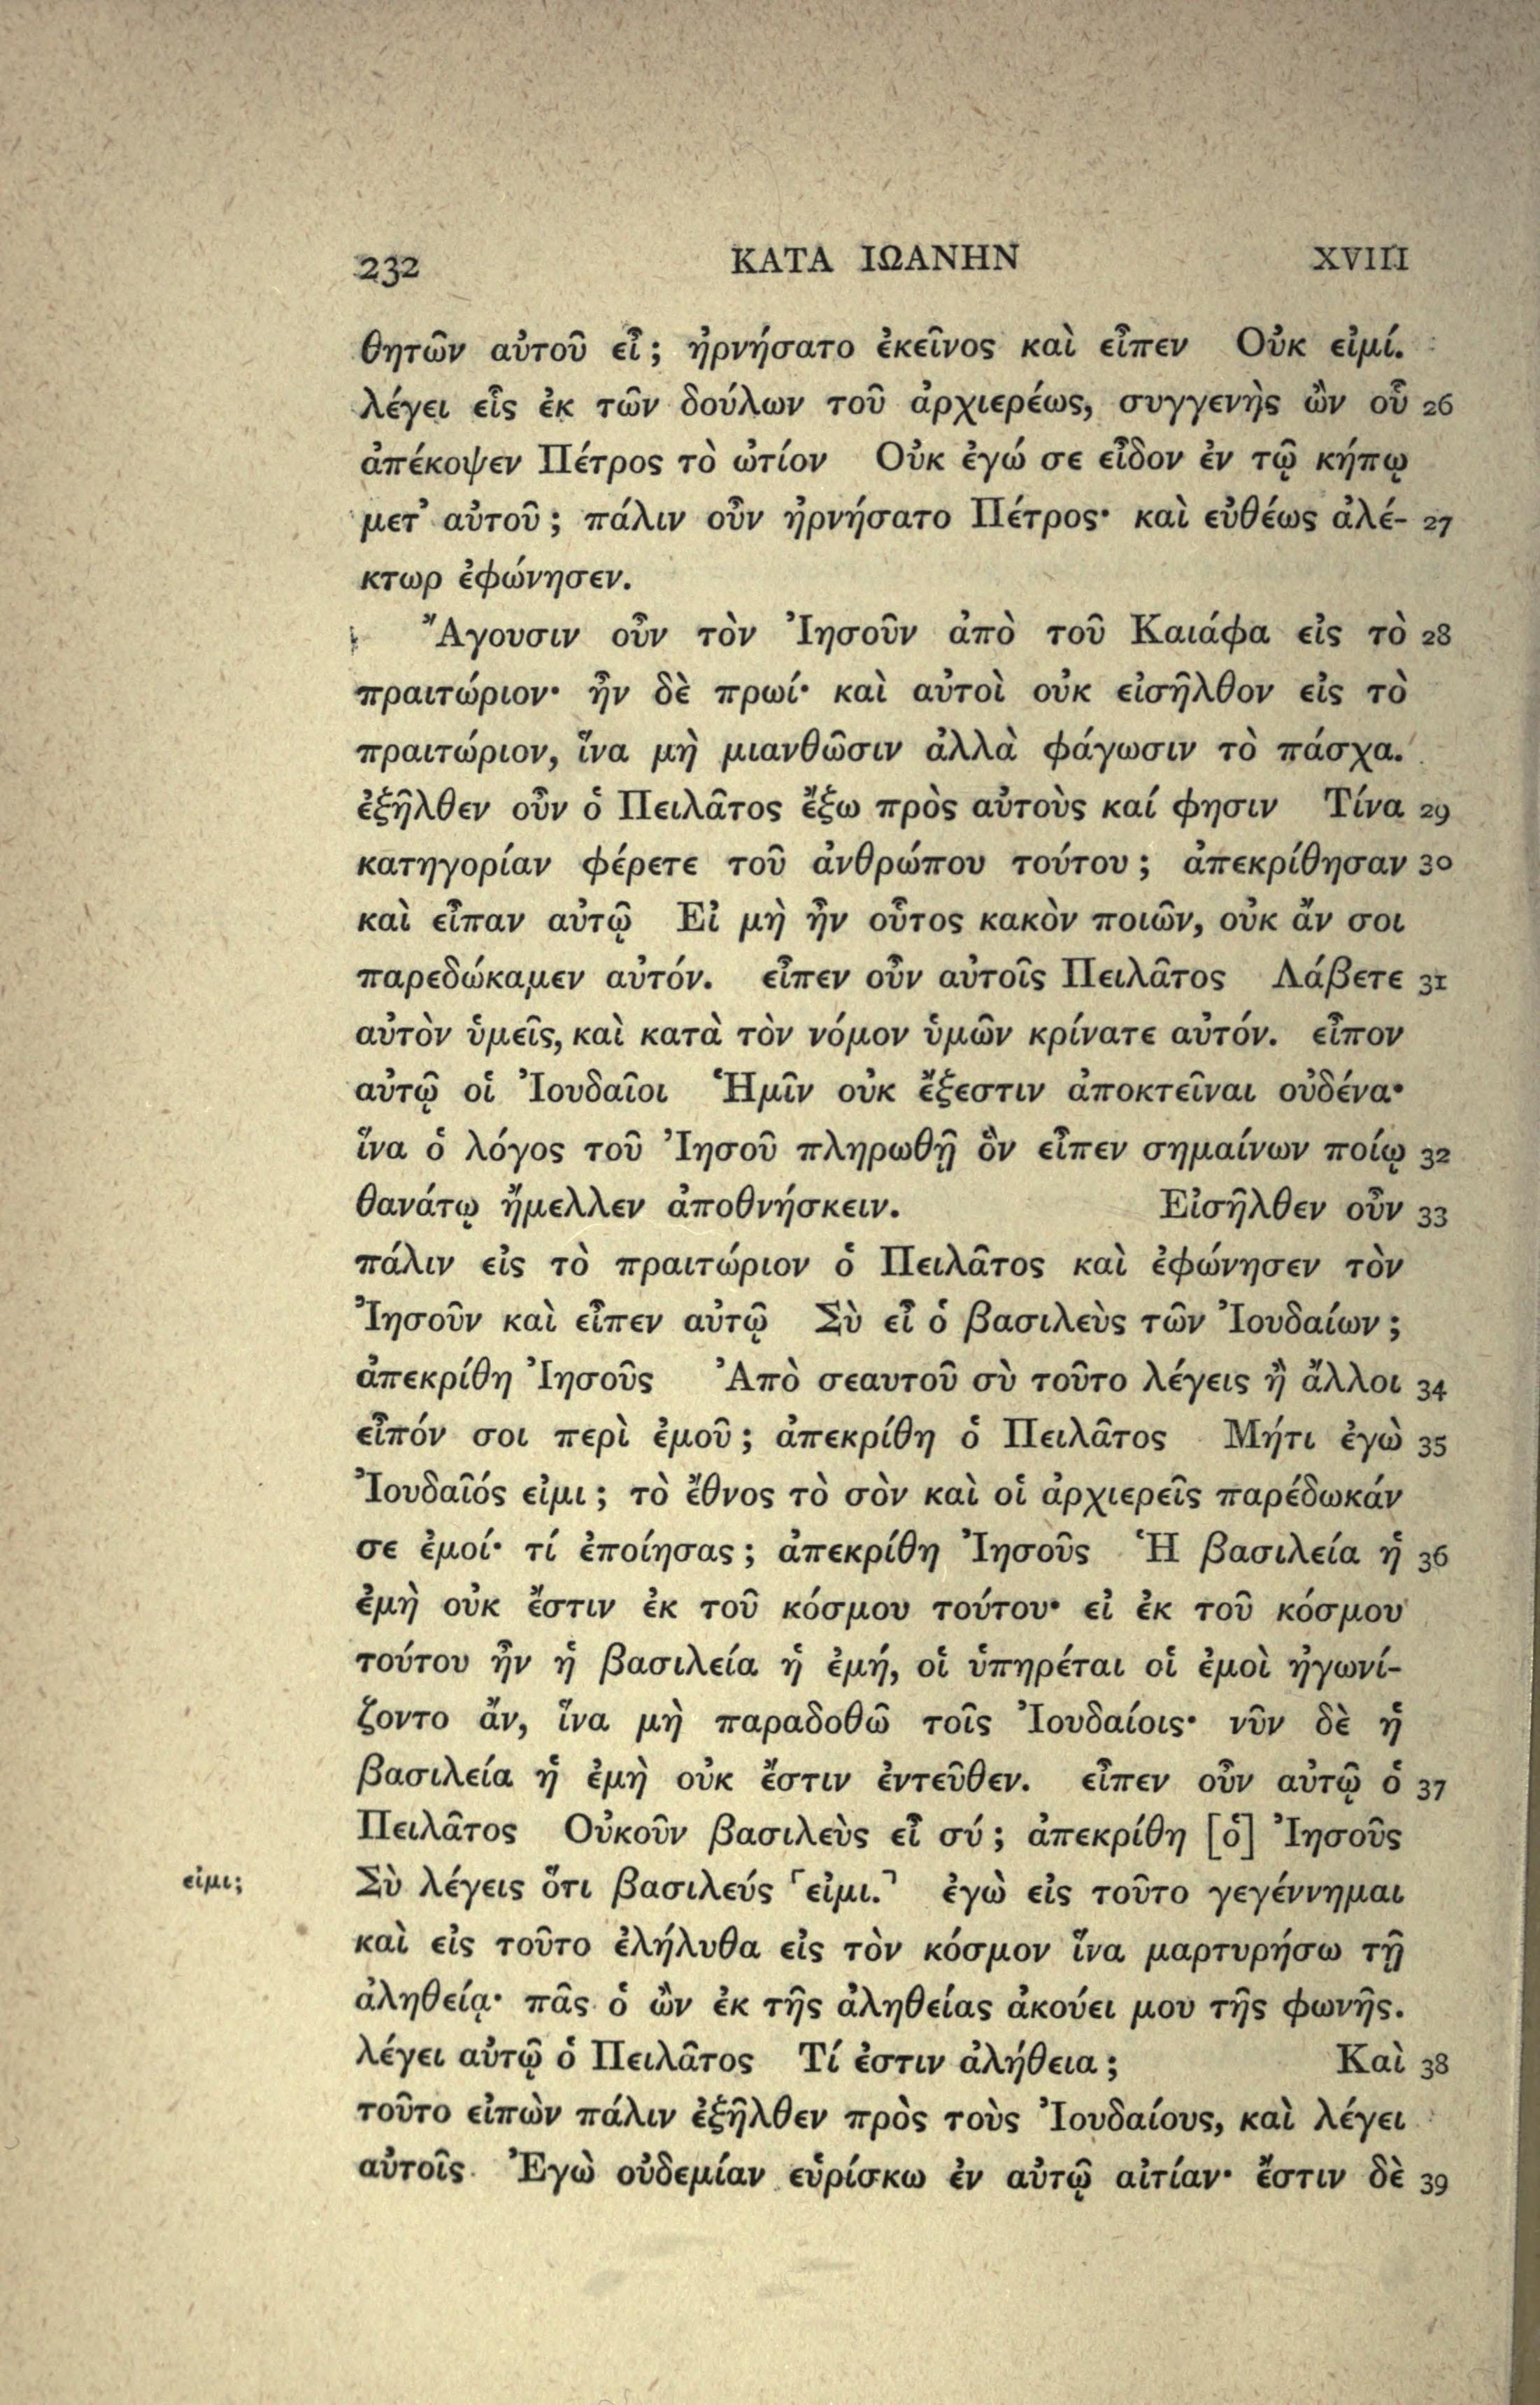 232 ΚΑΤΑ ΙΩΑΝΗΝ XVIII
θητῶν αὐτοῦ εἶ; ἠρνήσατο ἐκεῖνος καὶ εἶπεν Οὐκ εἰμί.
λέγει εἷς ἐκ τῶν δούλων τοῦ ἀρχιερέως, συγγενὴς ὢν οὗ 26
ἀπέκοψεν Πέτρος τὸ ὠτίον Οὐκ ἐγώ σε εἶδον ἐν τῷ κήπῳ
μετ᾽ αὐτοῦ; πάλιν οὖν ἠρνήσατο Πέτρος· καὶ εὐθέως ἀλέ- 27
κτωρ ἐφώνησεν.
Ἄγουσιν οὖν τὸν Ἰησοῦν ἀπὸ τοῦ Καιάφα εἰς τὸ 28
πραιτώριον· ἦν δὲ πρωί· καὶ αὐτοὶ οὐκ εἰσῆλθον εἰς τὸ
πραιτώριον, ἵνα μὴ μιανθῶσιν ἀλλὰ φάγωσιν τὸ πάσχα.
ἐξῆλθεν οὖν ὁ Πειλᾶτος ἔξω πρὸς αὐτοὺς καί φησιν Τίνα 29
κατηγορίαν φέρετε τοῦ ἀνθρώπου τούτου; ἀπεκρίθησαν 30
καὶ εἶπαν αὐτῷ Εἰ μὴ ἦν οὗτος κακὸν ποιῶν, οὐκ ἄν σοι
παρεδώκαμεν αὐτόν. εἶπεν οὖν αὐτοῖς Πειλᾶτος Λάβετε 31
αὐτὸν ὑμεῖς, καὶ κατὰ τὸν νόμον ὑμῶν κρίνατε αὐτόν. εἶπον
αὐτῷ οἱ Ἰουδαῖοι Ἡμῖν οὐκ ἔξεστιν ἀποκτεῖναι οὐδένα·
ἵνα ὁ λόγος τοῦ Ἰησοῦ πληρωθῇ ὃν εἶπεν σημαίνων ποίῳ 32
θανάτῳ ἤμελλεν ἀποθνήσκειν. Εἰσῆλθεν οὖν 33
πάλιν εἰς τὸ πραιτώριον ὁ Πειλᾶτος καὶ ἐφώνησεν τὸν
Ἰησοῦν καὶ εἶπεν αὐτῷ Σὺ εἶ ὁ βασιλεὺς τῶν Ἰουδαίων;
ἀπεκρίθη Ἰησοῦς Ἀπὸ σεαυτοῦ σὺ τοῦτο λέγεις ἢ ἄλλοι 34
εἶπόν σοι περὶ ἐμοῦ; ἀπεκρίθη ὁ Πειλᾶτος Μήτι ἐγὼ 35
Ἰουδαῖός εἰμι; τὸ ἔθνος τὸ σὸν καὶ οἱ ἀρχιερεῖς παρέδωκάν
σε ἐμοί· τί ἐποίησας; ἀπεκρίθη Ἰησοῦς Ἡ βασιλεία ἡ 36
ἐμὴ οὐκ ἔστιν ἐκ τοῦ κόσμου τούτου· εἰ ἐκ τοῦ κόσμου
τούτου ἦν ἡ βασιλεία ἡ ἐμή, οἱ ὑπηρέται οἱ ἐμοὶ ἠγωνί-
ζοντο ἄν, ἵνα μὴ παραδοθῶ τοῖς Ἰουδαίοις· νῦν δὲ ἡ
βασιλεία ἡ ἐμὴ οὐκ ἔστιν ἐντεῦθεν. εἶπεν οὖν αὐτῷ ὁ 37
Πειλᾶτος Οὐκοῦν βασιλεὺς εἶ σύ; ἀπεκρίθη [ὁ] Ἰησοῦς
εἰμι; Σὺ λέγεις ὅτι βασιλεύς ⸀εἰμι.⸣ ἐγὼ εἰς τοῦτο γεγέννημαι
καὶ εἰς τοῦτο ἐλήλυθα εἰς τὸν κόσμον ἵνα μαρτυρήσω τῇ
ἀληθείᾳ· πᾶς ὁ ὢν ἐκ τῆς ἀληθείας ἀκούει μου τῆς φωνῆς.
λέγει αὐτῷ ὁ Πειλᾶτος Τί ἐστιν ἀλήθεια; Καὶ 38
τοῦτο εἰπὼν πάλιν ἐξῆλθεν πρὸς τοὺς Ἰουδαίους, καὶ λέγει
αὐτοῖς Ἐγὼ οὐδεμίαν εὑρίσκω ἐν αὐτῷ αἰτίαν· ἔστιν δὲ 39